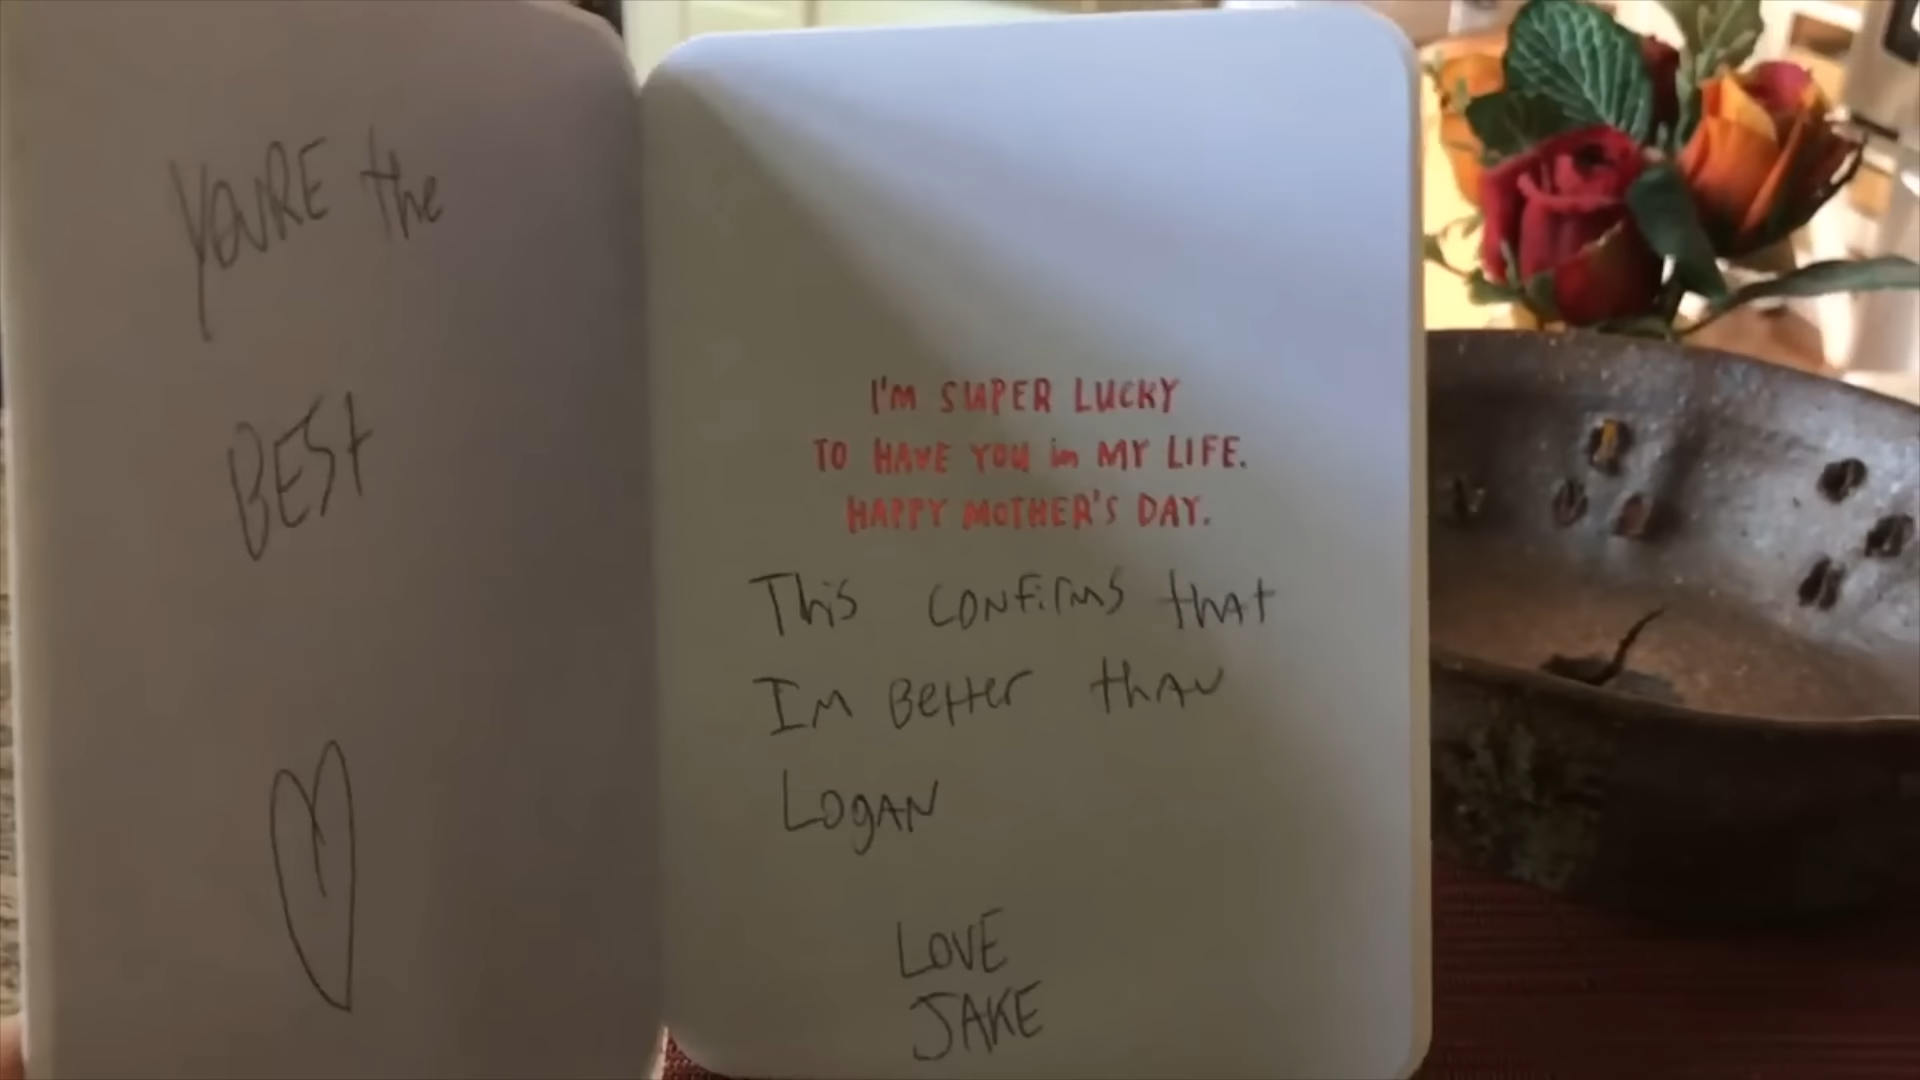 YOURE the
BEST
I'M SUPER LUCKY
TO HAVE YOU in MY LIFE.
HAPPY MOTHER'S DAY.
This confirms that
Im Better than
LOGAN
LOVE
JAKE